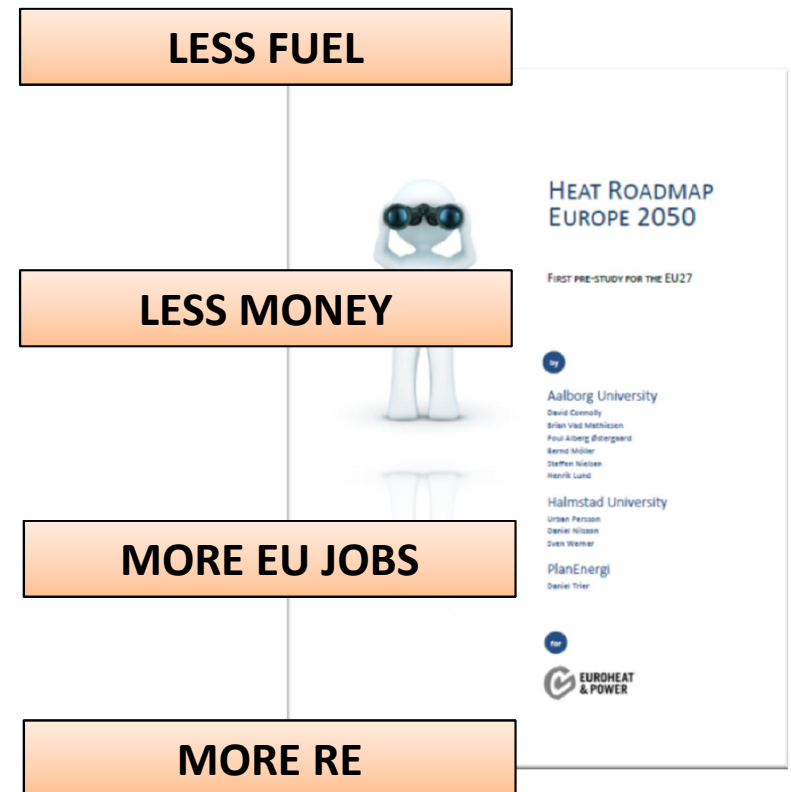 LESS FUEL
HEAT ROADMAP
EUROPE 2050
FIRST PRE-STUDY FOR THE EU27
LESS MONEY
by
Aalborg University
David Connolly
Brian Vad Mathiesen
Poul Alberg Østergaard
Bernd Möller
Steffen Nielsen
Henrik Lund
Halmstad University
Urban Persson
Daniel Nilsson
Sven Werner
MORE EU JOBS
PlanEnergi
Daniel Trier
for
EUROHEAT
& POWER
MORE RE